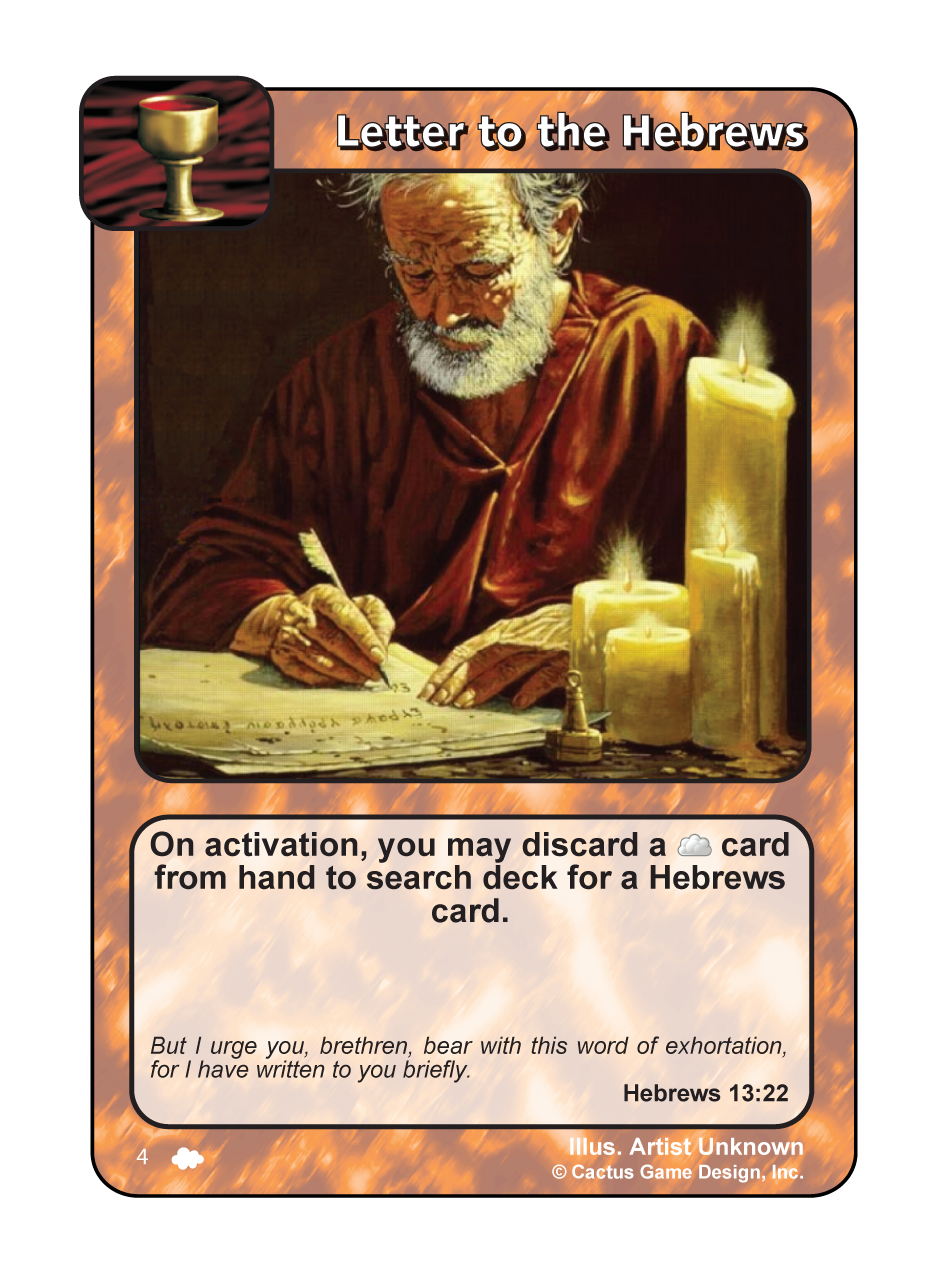 Letter to the Hebrews
On activation, you may discard a card
from hand to search deck for a Hebrews
card.
But I urge you, brethren, bear with this word of exhortation,
for I have written to you briefly.
Hebrews 13:22
4
Illus. Artist Unknown
© Cactus Game Design, Inc.